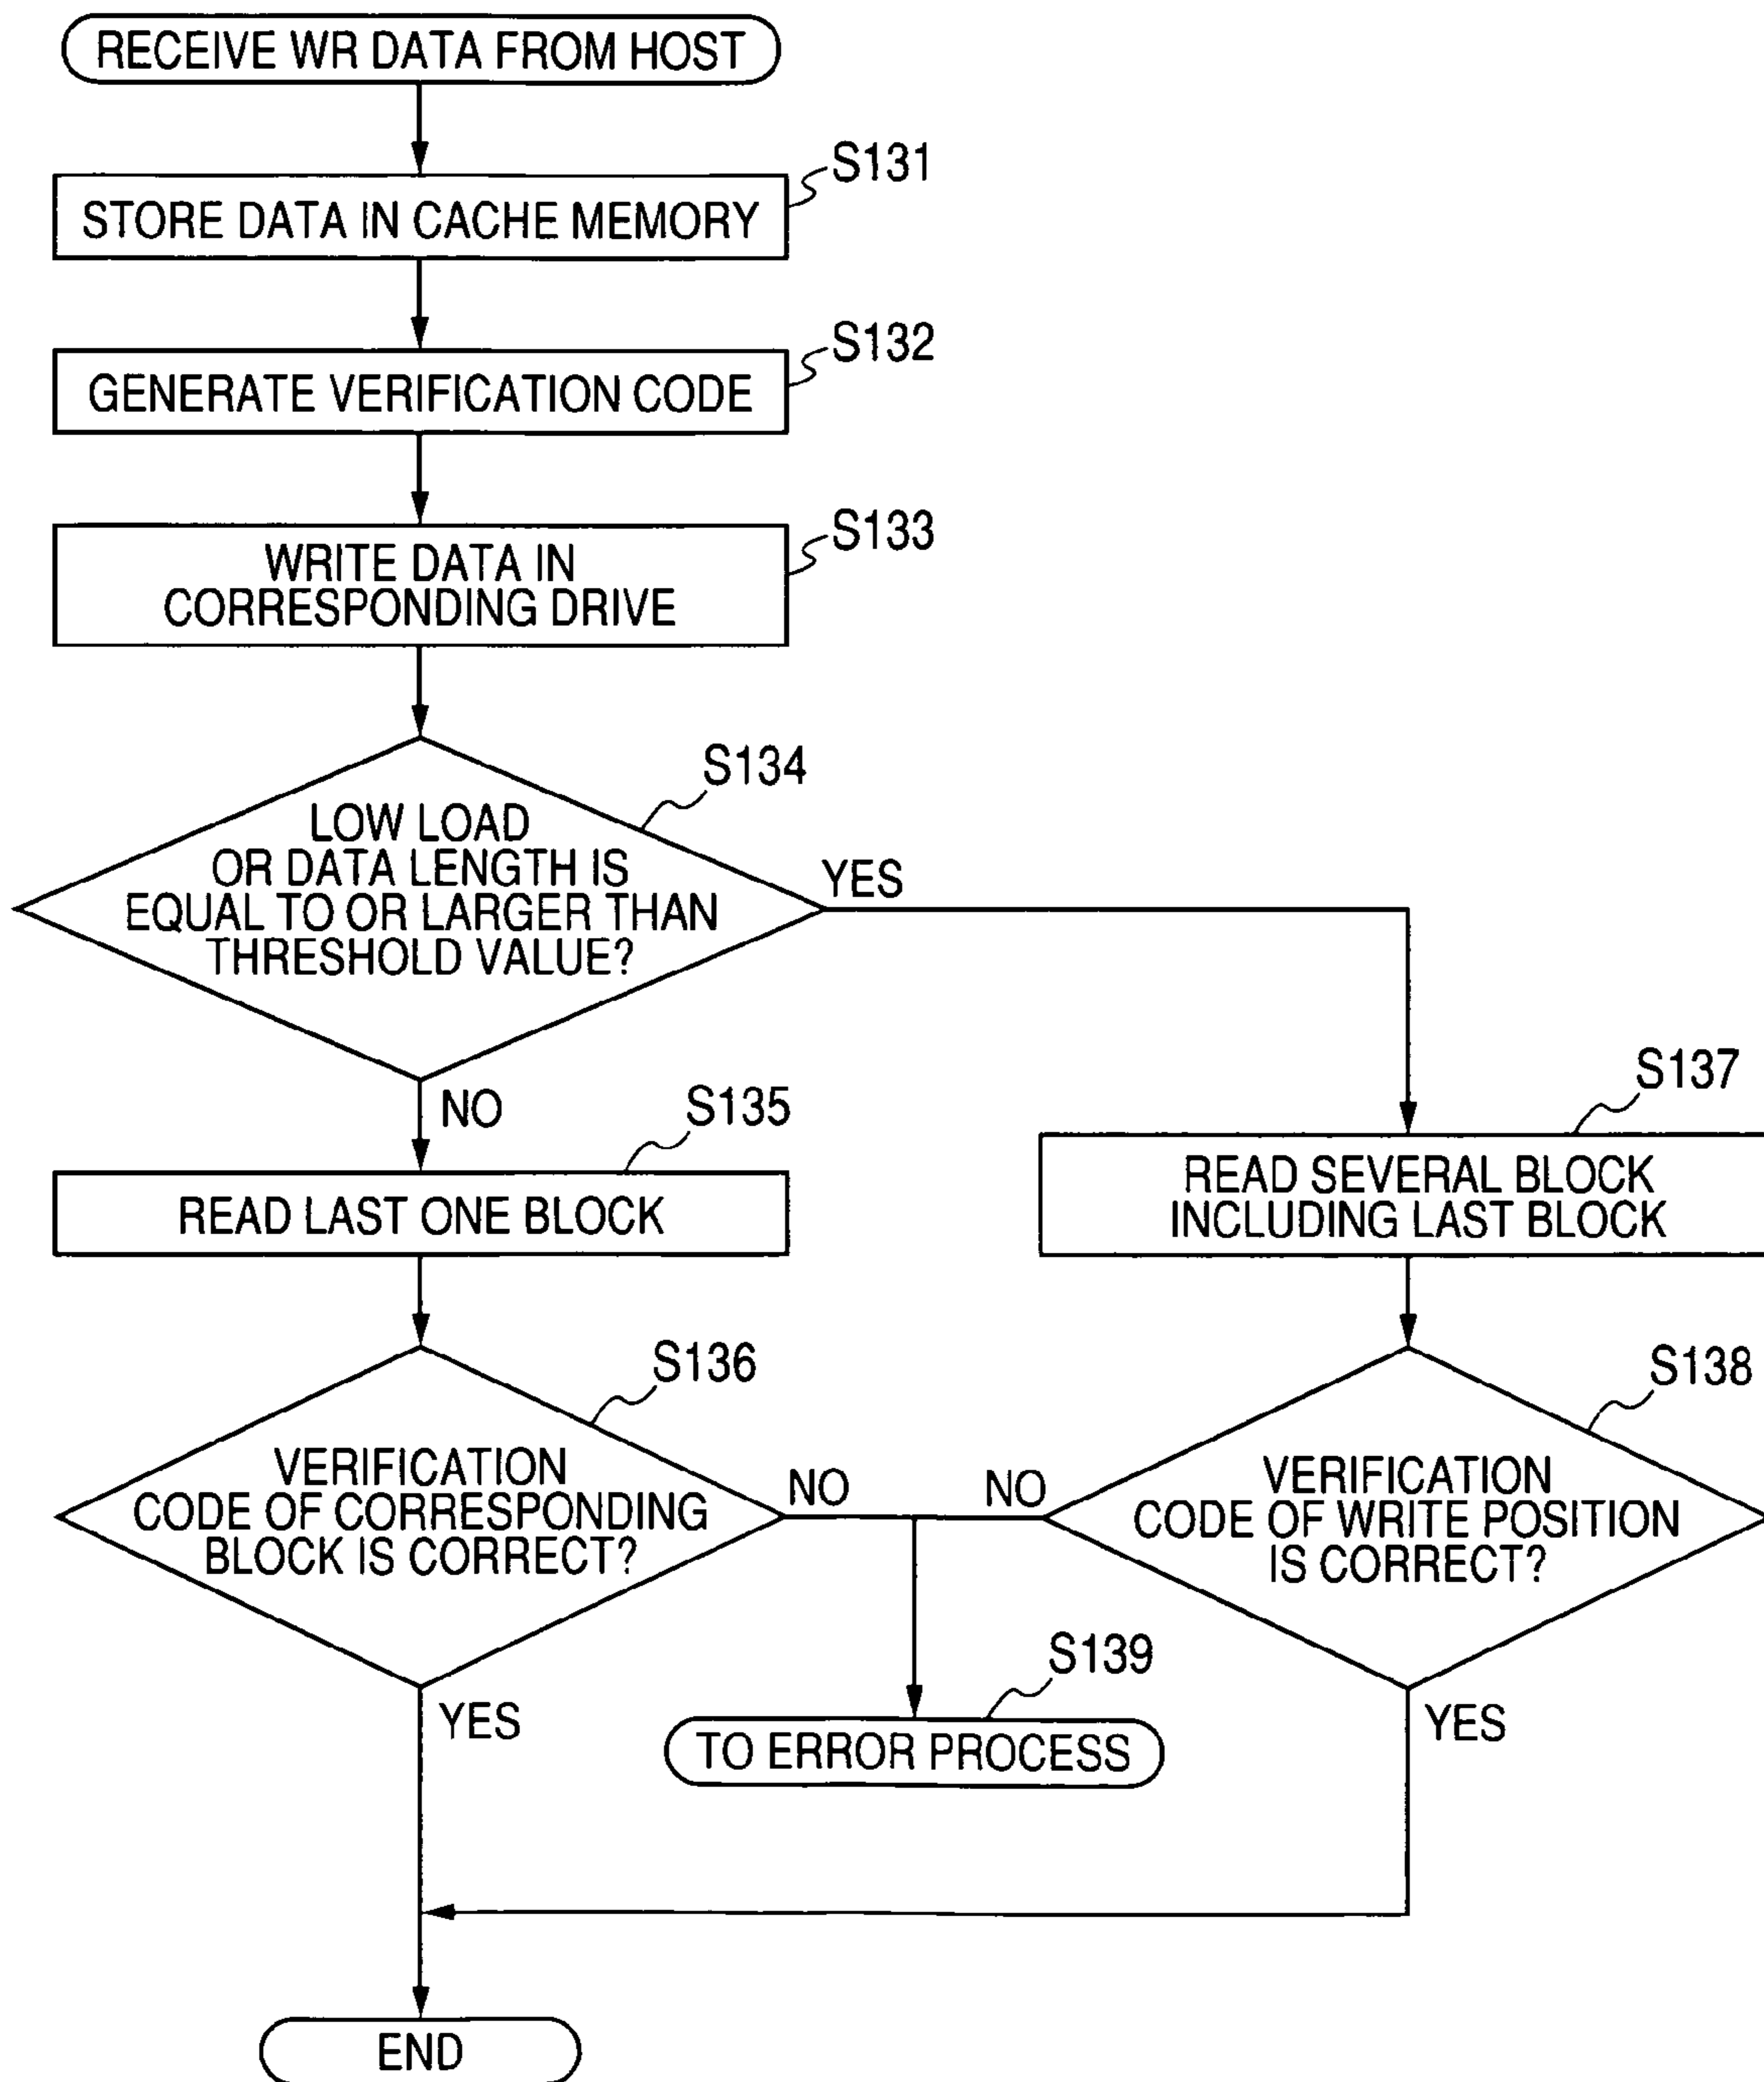 RECEIVE WR DATA FROM HOST
S131
STORE DATA IN CACHE MEMORY
S132
GENERATE VERIFICATION CODE
S133
WRITE DATA IN
CORRESPONDING DRIVE
S134
LOW LOAD
OR DATA LENGTH IS
EQUAL TO OR LARGER THAN
THRESHOLD VALUE?
YES
NO
S135
READ LAST ONE BLOCK
S137
READ SEVERAL BLOCK
INCLUDING LAST BLOCK
S136
VERIFICATION
CODE OF CORRESPONDING
BLOCK IS CORRECT?
NO
NO
S138
VERIFICATION
CODE OF WRITE POSITION
IS CORRECT?
YES
S139
TO ERROR PROCESS
YES
END